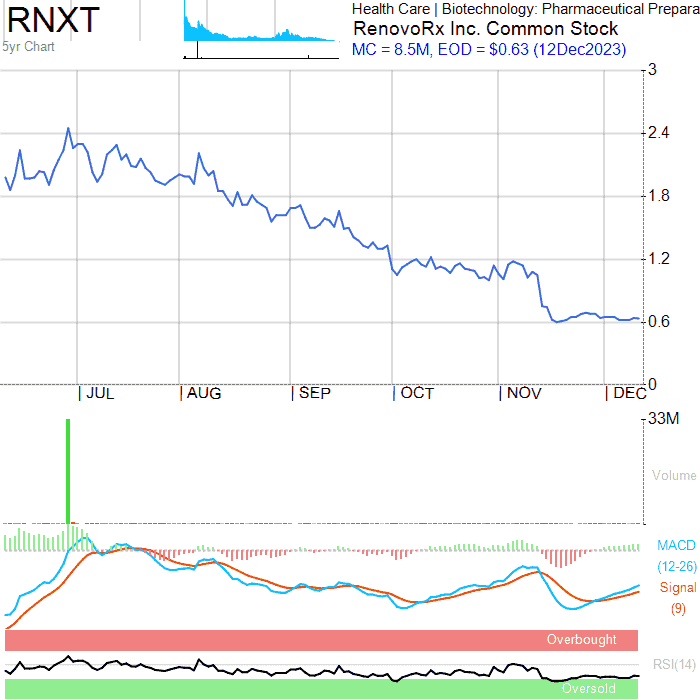 RNXT
5yr Chart
Health Care | Biotechnology: Pharmaceutical Prepara
RenovoRx Inc. Common Stock
MC = 8.5M, EOD = $0.63 (12Dec2023)
3
2.4
1.8
1.2
0.6
0
| JUL | AUG | SEP | OCT | NOV | DEC
33M
Volume
MACD
(12-26)
Signal
(9)
Overbought
RSI(14)
Oversold